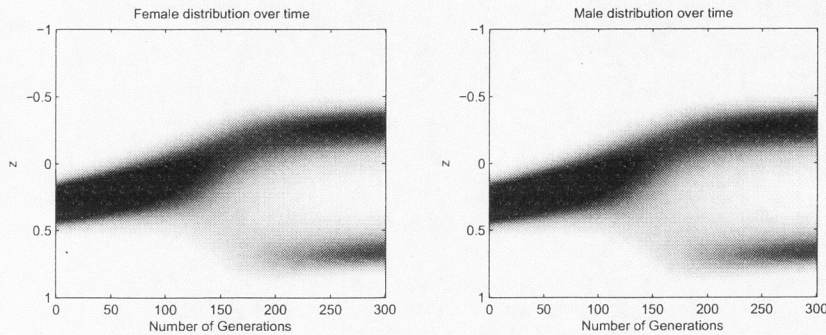 Female distribution over time
−1
−0.5
0
0.5
1
z
0 50 100 150 200 250 300
Number of Generations
Male distribution over time
−1
−0.5
0
0.5
1
z
0 50 100 150 200 250 300
Number of Generations